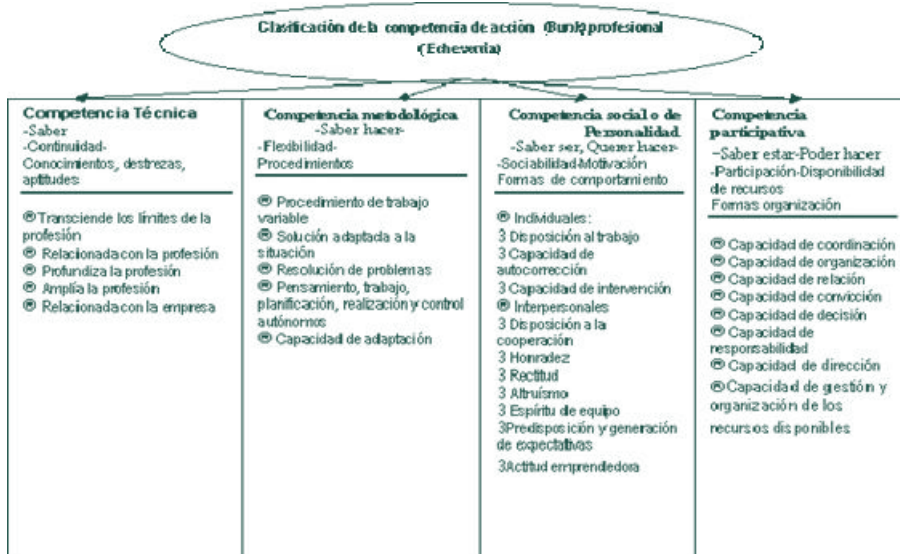 Clasificación de la competencia de acción (Bunk) profesional
(Echeverría)
Competencia Técnica
-Saber
-Continuidad-
Conocimientos, destrezas,
aptitudes
® Transciende los límites de la
profesión
® Relacionada con la profesión
® Profundiza la profesión
® Amplía la profesión
® Relacionada con la empresa
Competencia metodológica
-Saber hacer-
-Flexibilidad-
Procedimientos
® Procedimiento de trabajo
variable
® Solución adaptada a la
situación
® Resolución de problemas
® Pensamiento, trabajo,
planificación, realización y control
autónomos
® Capacidad de adaptación
Competencia social o de
Personalidad
-Saber ser, Querer hacer-
-Sociabilidad-Motivación
Formas de comportamiento
® Individuales:
3 Disposición al trabajo
3 Capacidad de
autocorrección
3 Capacidad de intervención
® Interpersonales
3 Disposición a la
cooperación
3 Honradez
3 Rectitud
3 Altruísmo
3 Espíritu de equipo
3Predisposición y generación
de expectativas
3Actitud emprendedora
Competencia
participativa
-Saber estar-Poder hacer
-Participación-Disponibilidad
de recursos
Formas organización
® Capacidad de coordinación
® Capacidad de organización
® Capacidad de relación
® Capacidad de convicción
® Capacidad de decisión
® Capacidad de
responsabilidad
® Capacidad de dirección
® Capacidad de gestión y
organización de los
recursos disponibles